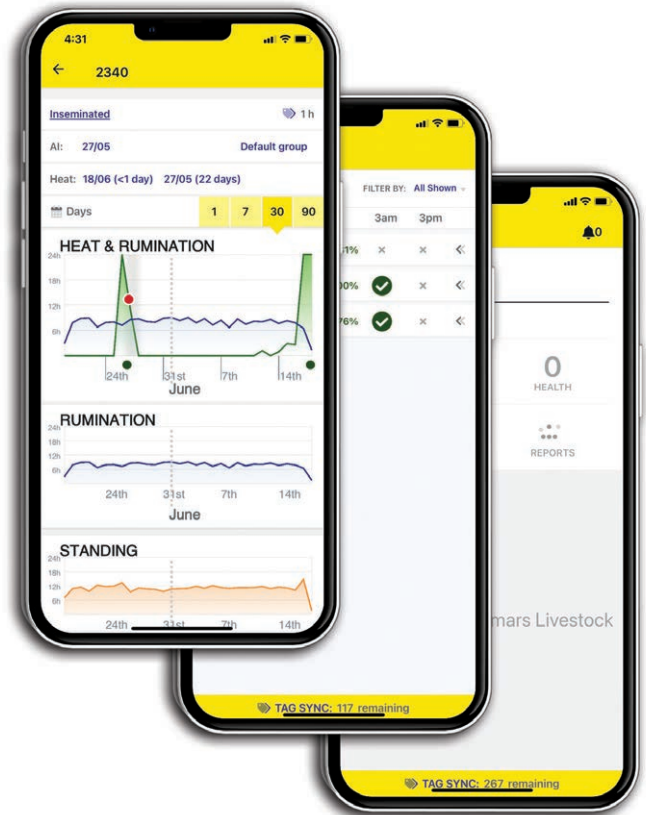 4:31
2340
Inseminated
1 h
AI: 27/05
Default group
Heat: 18/06 (<1 day) 27/05 (22 days)
Days 1 7 30 90
HEAT & RUMINATION
24h
18h
12h
6h
24th 31st 7th 14th
June
RUMINATION
24h
18h
12h
6h
24th 31st 7th 14th
June
STANDING
24h
18h
12h
6h
24th 31st 7th 14th
FILTER BY: All Shown
3am 3pm
76%
TAG SYNC: 117 remaining
0
0
HEALTH
REPORTS
mars Livestock
TAG SYNC: 267 remaining